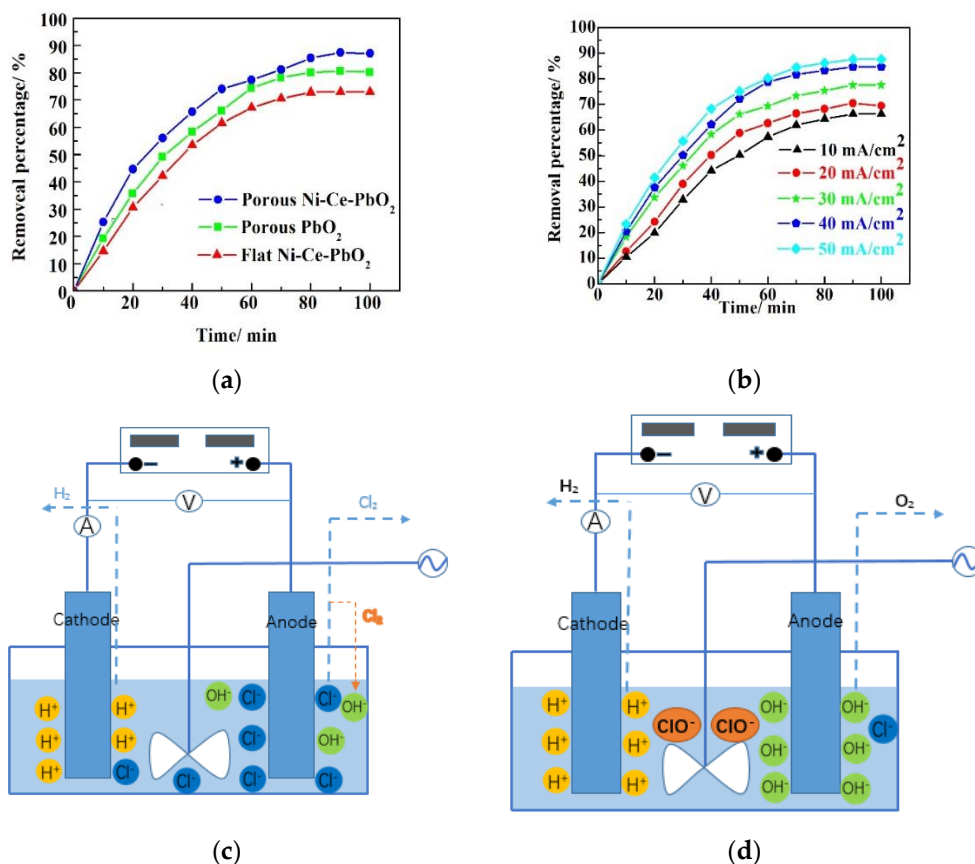 Removeal percentage/ %
100
90
80
70
60
50
40
30
20
10
0
0 20 40 60 80 100
Time/ min
Porous Ni-Ce-PbO₂
Porous PbO₂
Flat Ni-Ce-PbO₂
(a)
Removal percentage/ %
100
90
80
70
60
50
40
30
20
10
0
0 20 40 60 80 100
Time/ min
10 mA/cm²
20 mA/cm²
30 mA/cm²
40 mA/cm²
50 mA/cm²
(b)
− +
H₂ V Cl₂
A
Cathode Anode
Cl₂
H⁺ H⁺ OH⁻ Cl⁻ Cl⁻ OH⁻
H⁺ H⁺ Cl⁻ OH⁻
H⁺ Cl⁻ Cl⁻ Cl⁻ Cl⁻
(c)
− +
H₂ V O₂
A
Cathode Anode
H⁺ H⁺ ClO⁻ ClO⁻ OH⁻ OH⁻ Cl⁻
H⁺ H⁺ OH⁻ OH⁻
H⁺ H⁺ OH⁻ OH⁻
(d)